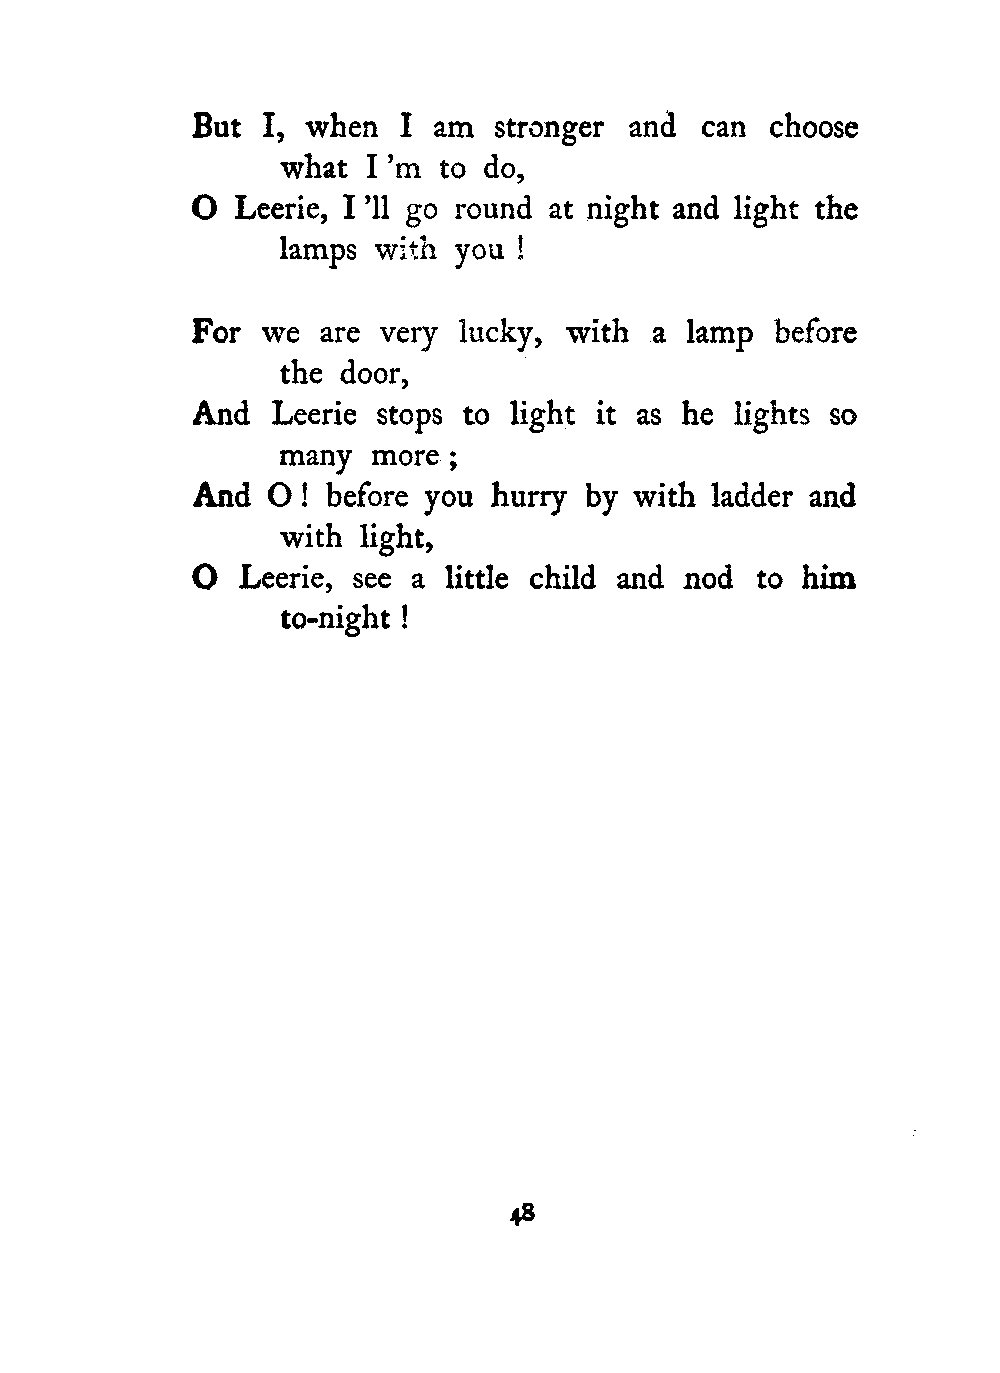 But I, when I am stronger and can choose
what I 'm to do,
O Leerie, I 'll go round at night and light the
lamps with you !
For we are very lucky, with a lamp before
the door,
And Leerie stops to light it as he lights so
many more ;
And O ! before you hurry by with ladder and
with light,
O Leerie, see a little child and nod to him
to-night !
48